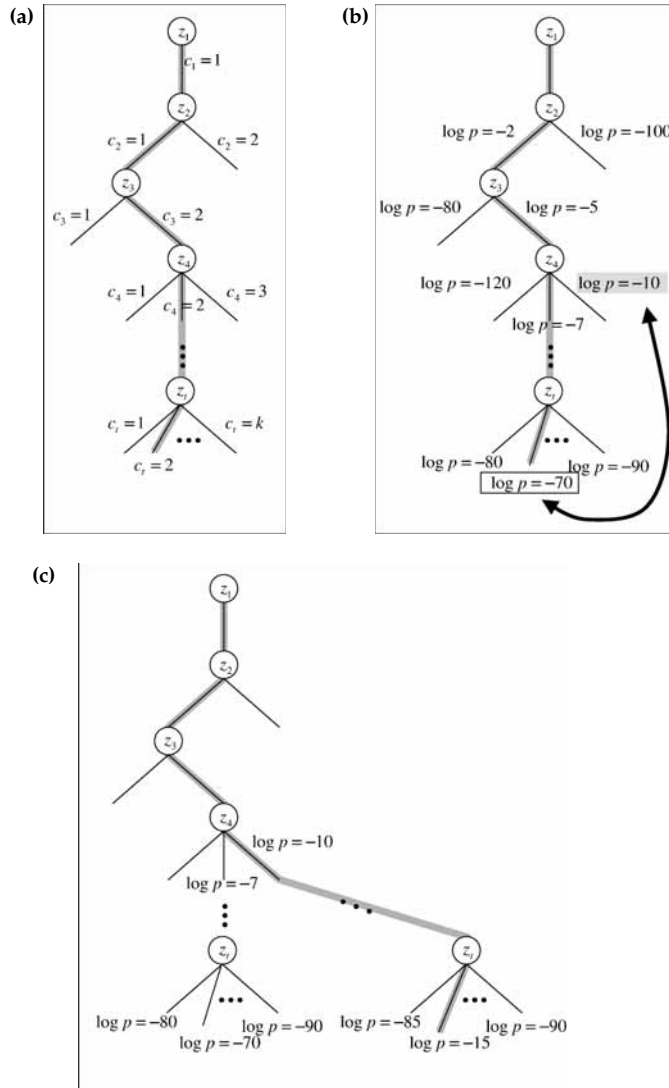 (a)
z₁
c₁ = 1
z₂
c₂ = 1 c₂ = 2
z₃
c₃ = 1 c₃ = 2
z₄
c₄ = 1 c₄ = 2 c₄ = 3
zₜ
cₜ = 1 cₜ = k
cₜ = 2
(b)
z₁
z₂
log p = −2 log p = −100
z₃
log p = −80 log p = −5
z₄
log p = −120 log p = −10
log p = −7
zₜ
log p = −80 log p = −90
log p = −70
(c)
z₁
z₂
z₃
z₄
log p = −10
log p = −7
zₜ zₜ
log p = −80 log p = −90 log p = −85 log p = −90
log p = −70 log p = −15